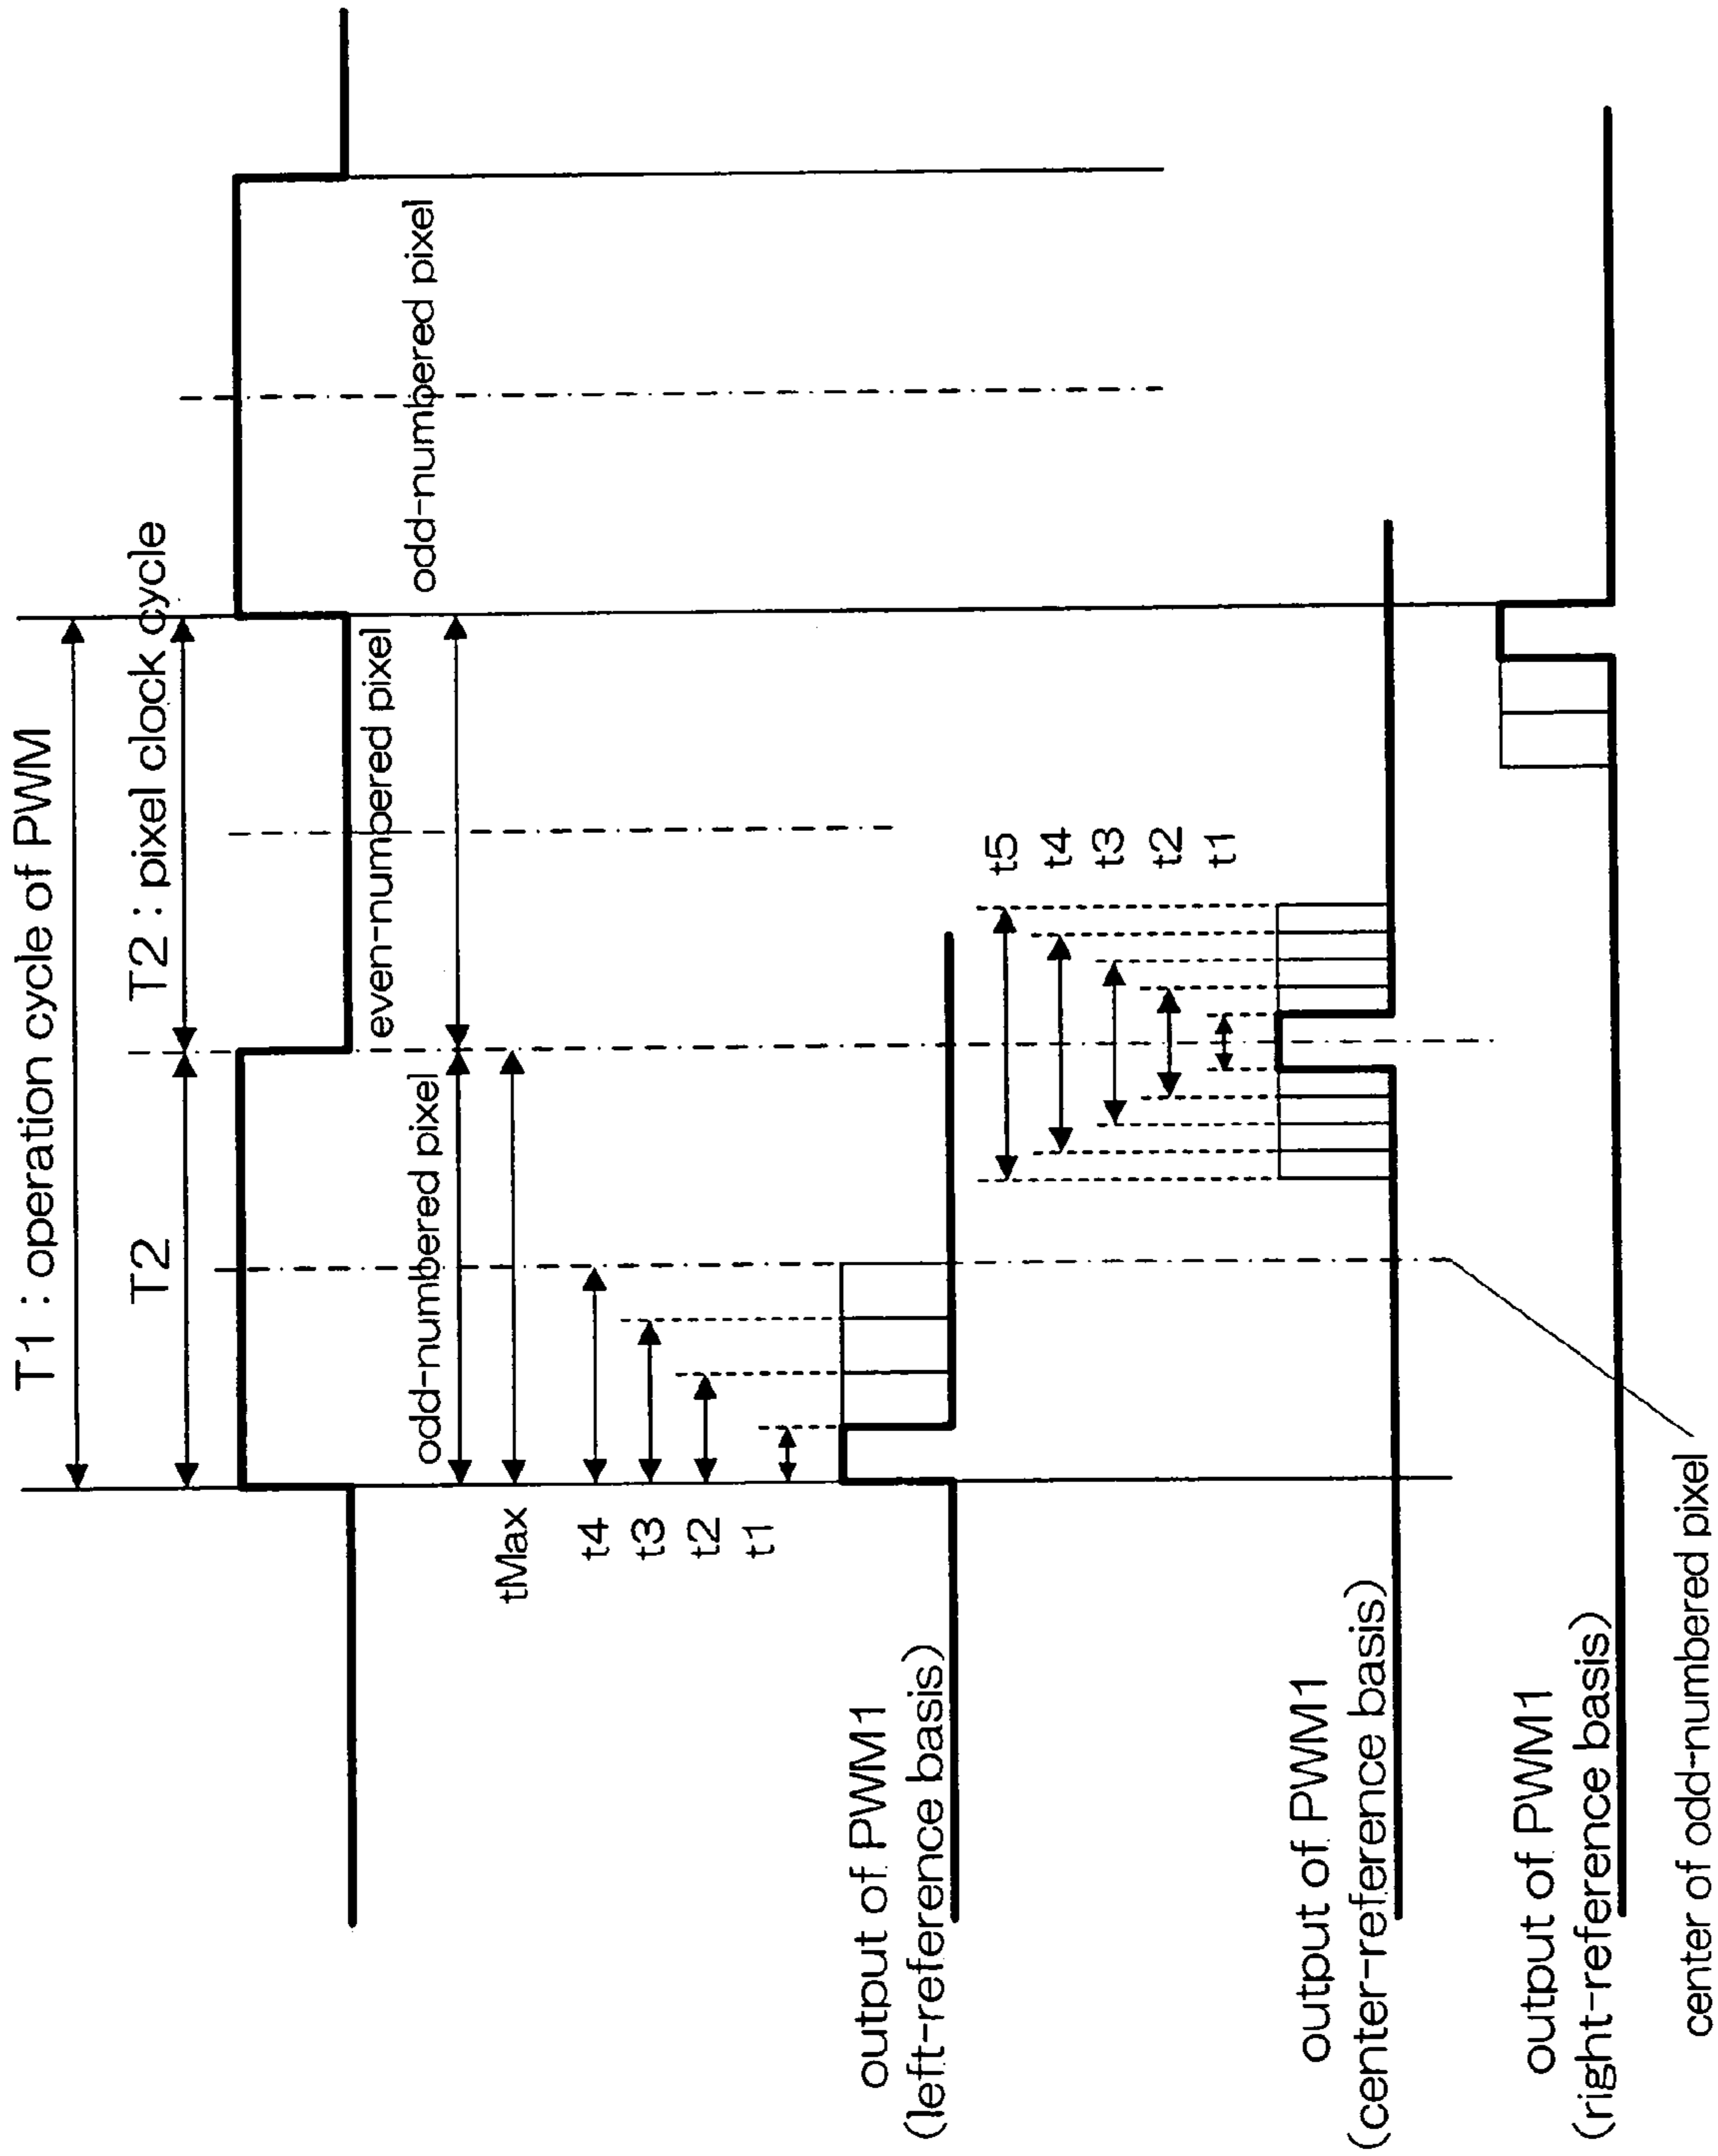 T1 : operation cycle of PWM
T2
T2 : pixel clock cycle
odd-numbered pixel
even-numbered pixel
odd-numbered pixel
tMax
t4
t3
t2
t1
output of PWM1
(left-reference basis)
t5
t4
t3
t2
t1
output of PWM1
(center-reference basis)
output of PWM1
(right-reference basis)
center of odd-numbered pixel